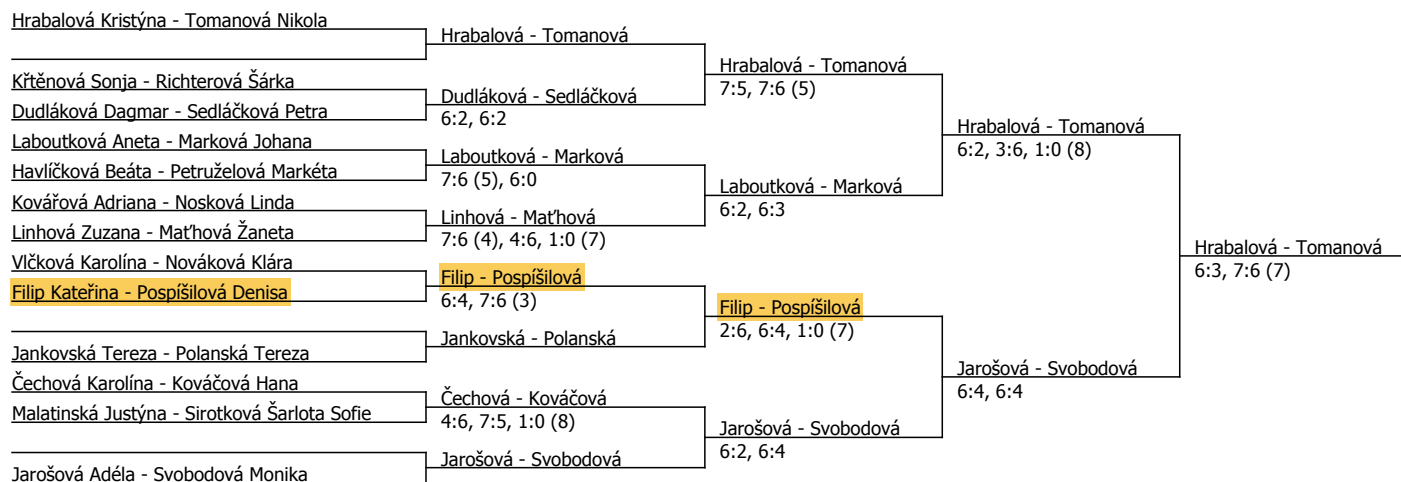 Hrabalová Kristýna - Tomanová Nikola
Křtěnová Sonja - Richterová Šárka
Dudláková Dagmar - Sedláčková Petra
Laboutková Aneta - Marková Johana
Havlíčková Beáta - Petruželová Markéta
Kovářová Adriana - Nosková Linda
Linhová Zuzana - Maťhová Žaneta
Vlčková Karolína - Nováková Klára
Filip Kateřina - Pospíšilová Denisa
Jankovská Tereza - Polanská Tereza
Čechová Karolína - Kováčová Hana
Malatinská Justýna - Sirotková Šarlota Sofie
Jarošová Adéla - Svobodová Monika
Hrabalová - Tomanová
Dudláková - Sedláčková
6:2, 6:2
Laboutková - Marková
7:6 (5), 6:0
Linhová - Maťhová
7:6 (4), 4:6, 1:0 (7)
Filip - Pospíšilová
6:4, 7:6 (3)
Jankovská - Polanská
Čechová - Kováčová
4:6, 7:5, 1:0 (8)
Jarošová - Svobodová
Hrabalová - Tomanová
7:5, 7:6 (5)
Laboutková - Marková
6:2, 6:3
Filip - Pospíšilová
2:6, 6:4, 1:0 (7)
Jarošová - Svobodová
6:2, 6:4
Hrabalová - Tomanová
6:2, 3:6, 1:0 (8)
Jarošová - Svobodová
6:4, 6:4
Hrabalová - Tomanová
6:3, 7:6 (7)